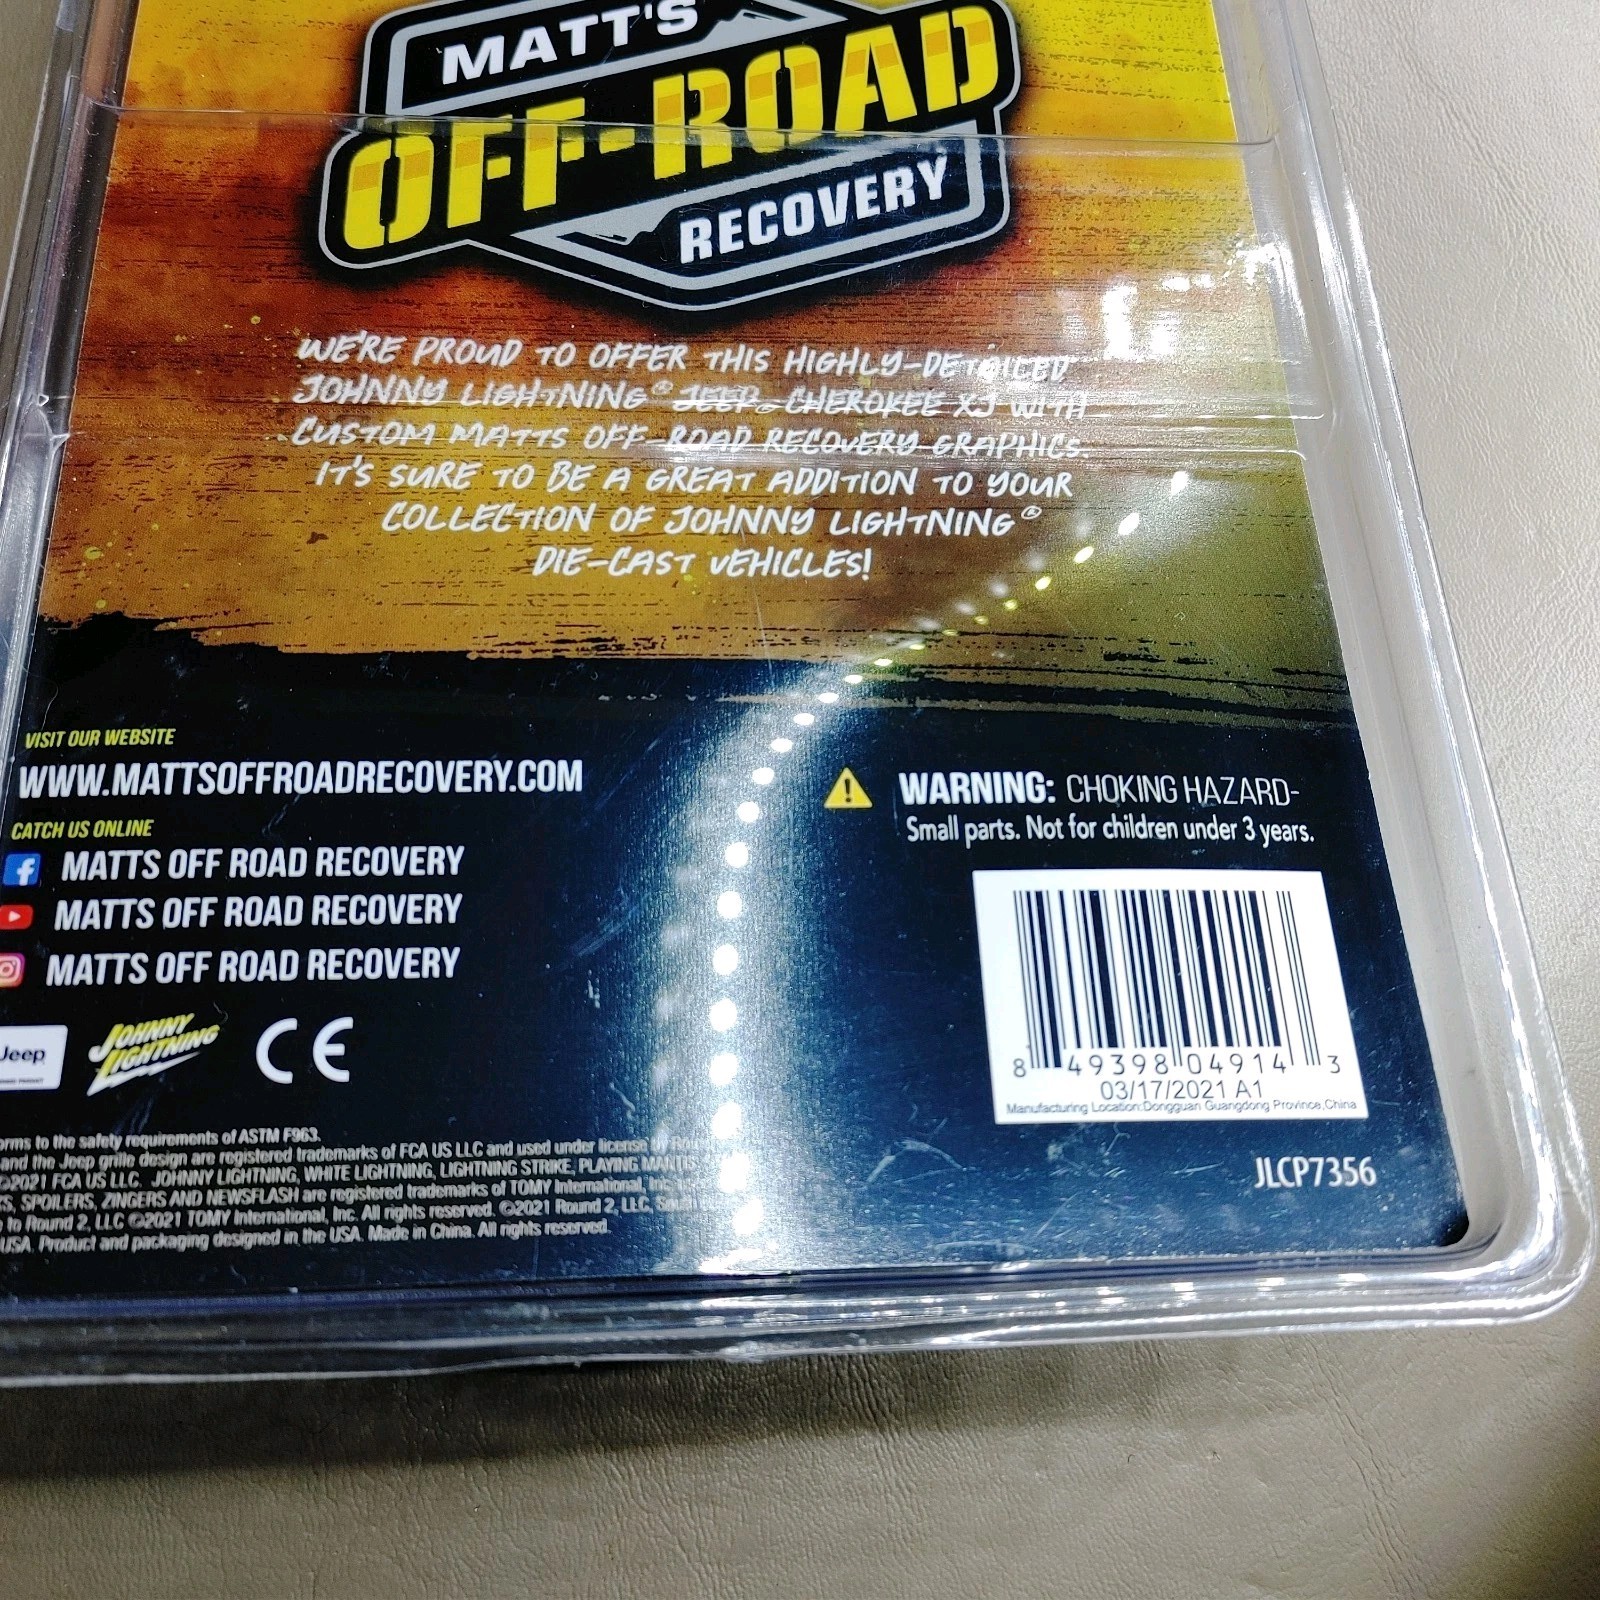 MATT'S
OFF-ROAD
RECOVERY
WE'RE PROUD TO OFFER THIS HIGHLY-DETAILED
JOHNNY LIGHTNING® JEEP® CHEROKEE XJ WITH
CUSTOM MATTS OFF-ROAD RECOVERY GRAPHICS.
IT'S SURE TO BE A GREAT ADDITION TO YOUR
COLLECTION OF JOHNNY LIGHTNING®
DIE-CAST VEHICLES!
VISIT OUR WEBSITE
WWW.MATTSOFFROADRECOVERY.COM
CATCH US ONLINE
MATTS OFF ROAD RECOVERY
MATTS OFF ROAD RECOVERY
MATTS OFF ROAD RECOVERY
Jeep
JOHNNY
LIGHTNING
CE
to the safety requirements of ASTM F963.
and the Jeep grille design are registered trademarks of FCA US LLC and used under license
©2021 FCA US LLC. JOHNNY LIGHTNING, WHITE LIGHTNING, LIGHTNING STRIKE, PLAYING MANTIS
SPOILERS, ZINGERS AND NEWSFLASH are registered trademarks of TOMY International, Inc.
to Round 2, LLC ©2021 TOMY International, Inc. All rights reserved. ©2021 Round 2, LLC, South
USA. Product and packaging designed in the USA. Made in China. All rights reserved.
WARNING: CHOKING HAZARD-
Small parts. Not for children under 3 years.
8 49398 04914 3
03/17/2021 A1
Manufacturing Location:Dongguan Guangdong Province,China
JLCP7356